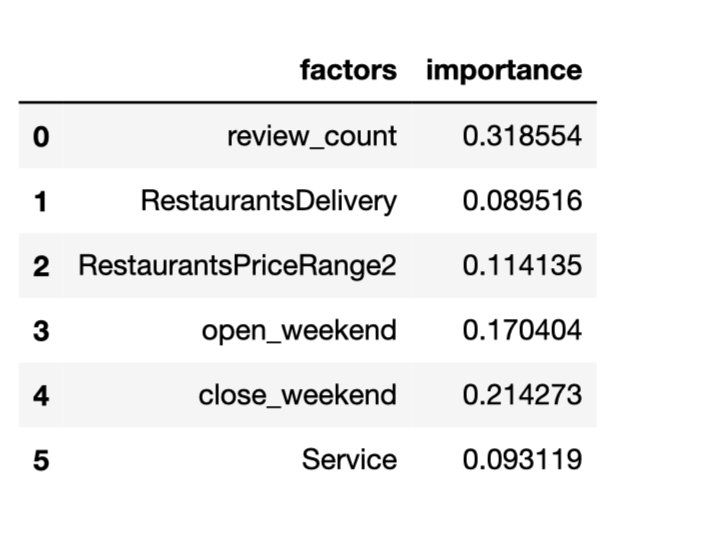 factors importance
0 review_count 0.318554
1 RestaurantsDelivery 0.089516
2 RestaurantsPriceRange2 0.114135
3 open_weekend 0.170404
4 close_weekend 0.214273
5 Service 0.093119